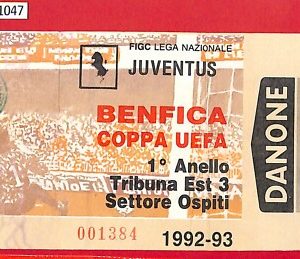 1047
FIGC LEGA NAZIONALE
JUVENTUS
BENFICA
COPPA UEFA
1° Anello
Tribuna Est 3
Settore Ospiti
001384
1992-93
DANONE